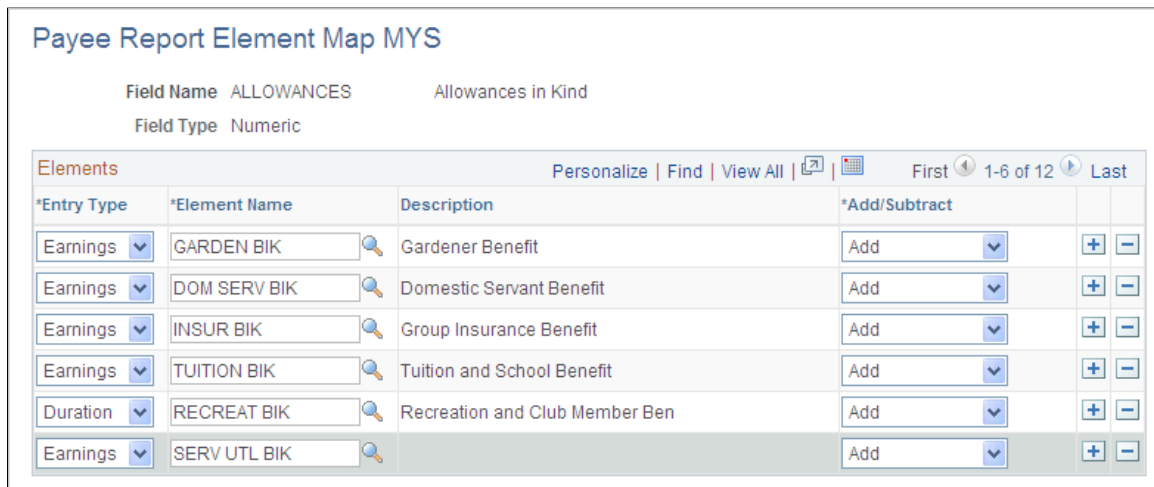 Payee Report Element Map MYS
Field Name ALLOWANCES Allowances in Kind
Field Type Numeric
Elements Personalize | Find | View All | | First 1-6 of 12 Last
*Entry Type *Element Name Description *Add/Subtract
Earnings GARDEN BIK Gardener Benefit Add
Earnings DOM SERV BIK Domestic Servant Benefit Add
Earnings INSUR BIK Group Insurance Benefit Add
Earnings TUITION BIK Tuition and School Benefit Add
Duration RECREAT BIK Recreation and Club Member Ben Add
Earnings SERV UTL BIK Add